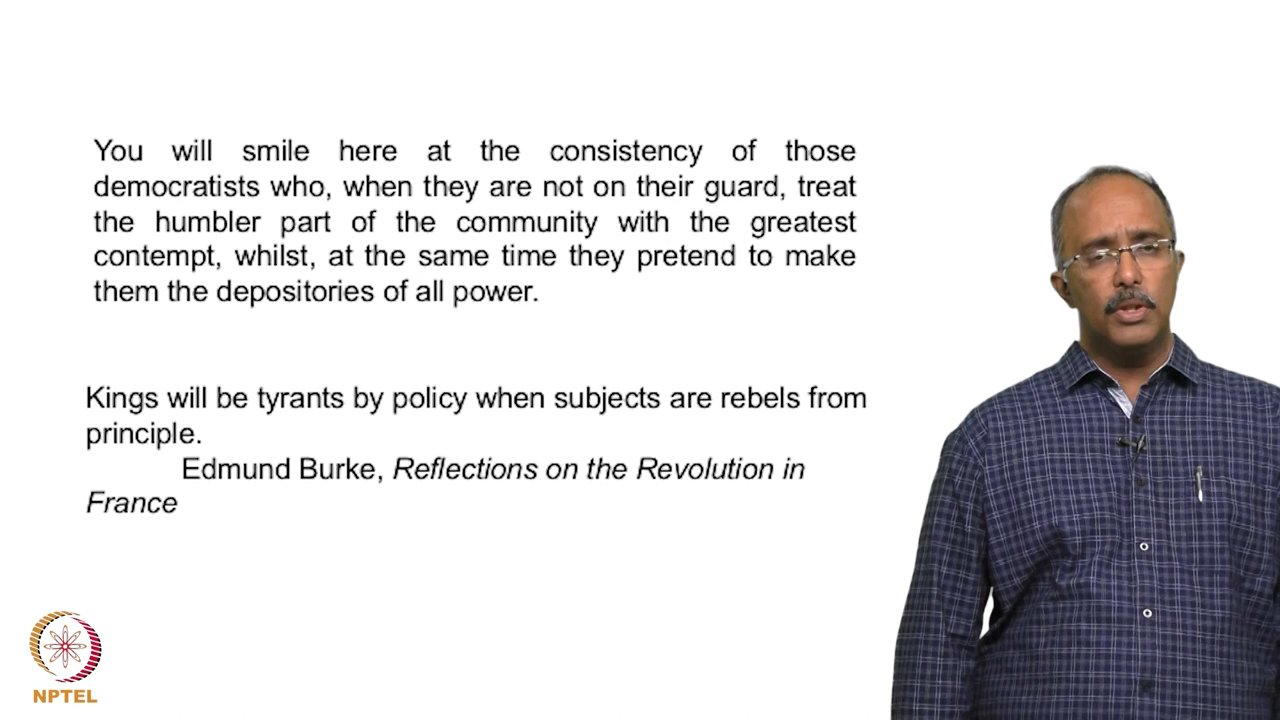 You will smile here at the consistency of those
democratists who, when they are not on their guard, treat
the humbler part of the community with the greatest
contempt, whilst, at the same time they pretend to make
them the depositories of all power.
Kings will be tyrants by policy when subjects are rebels from
principle.
Edmund Burke, Reflections on the Revolution in
France
NPTEL